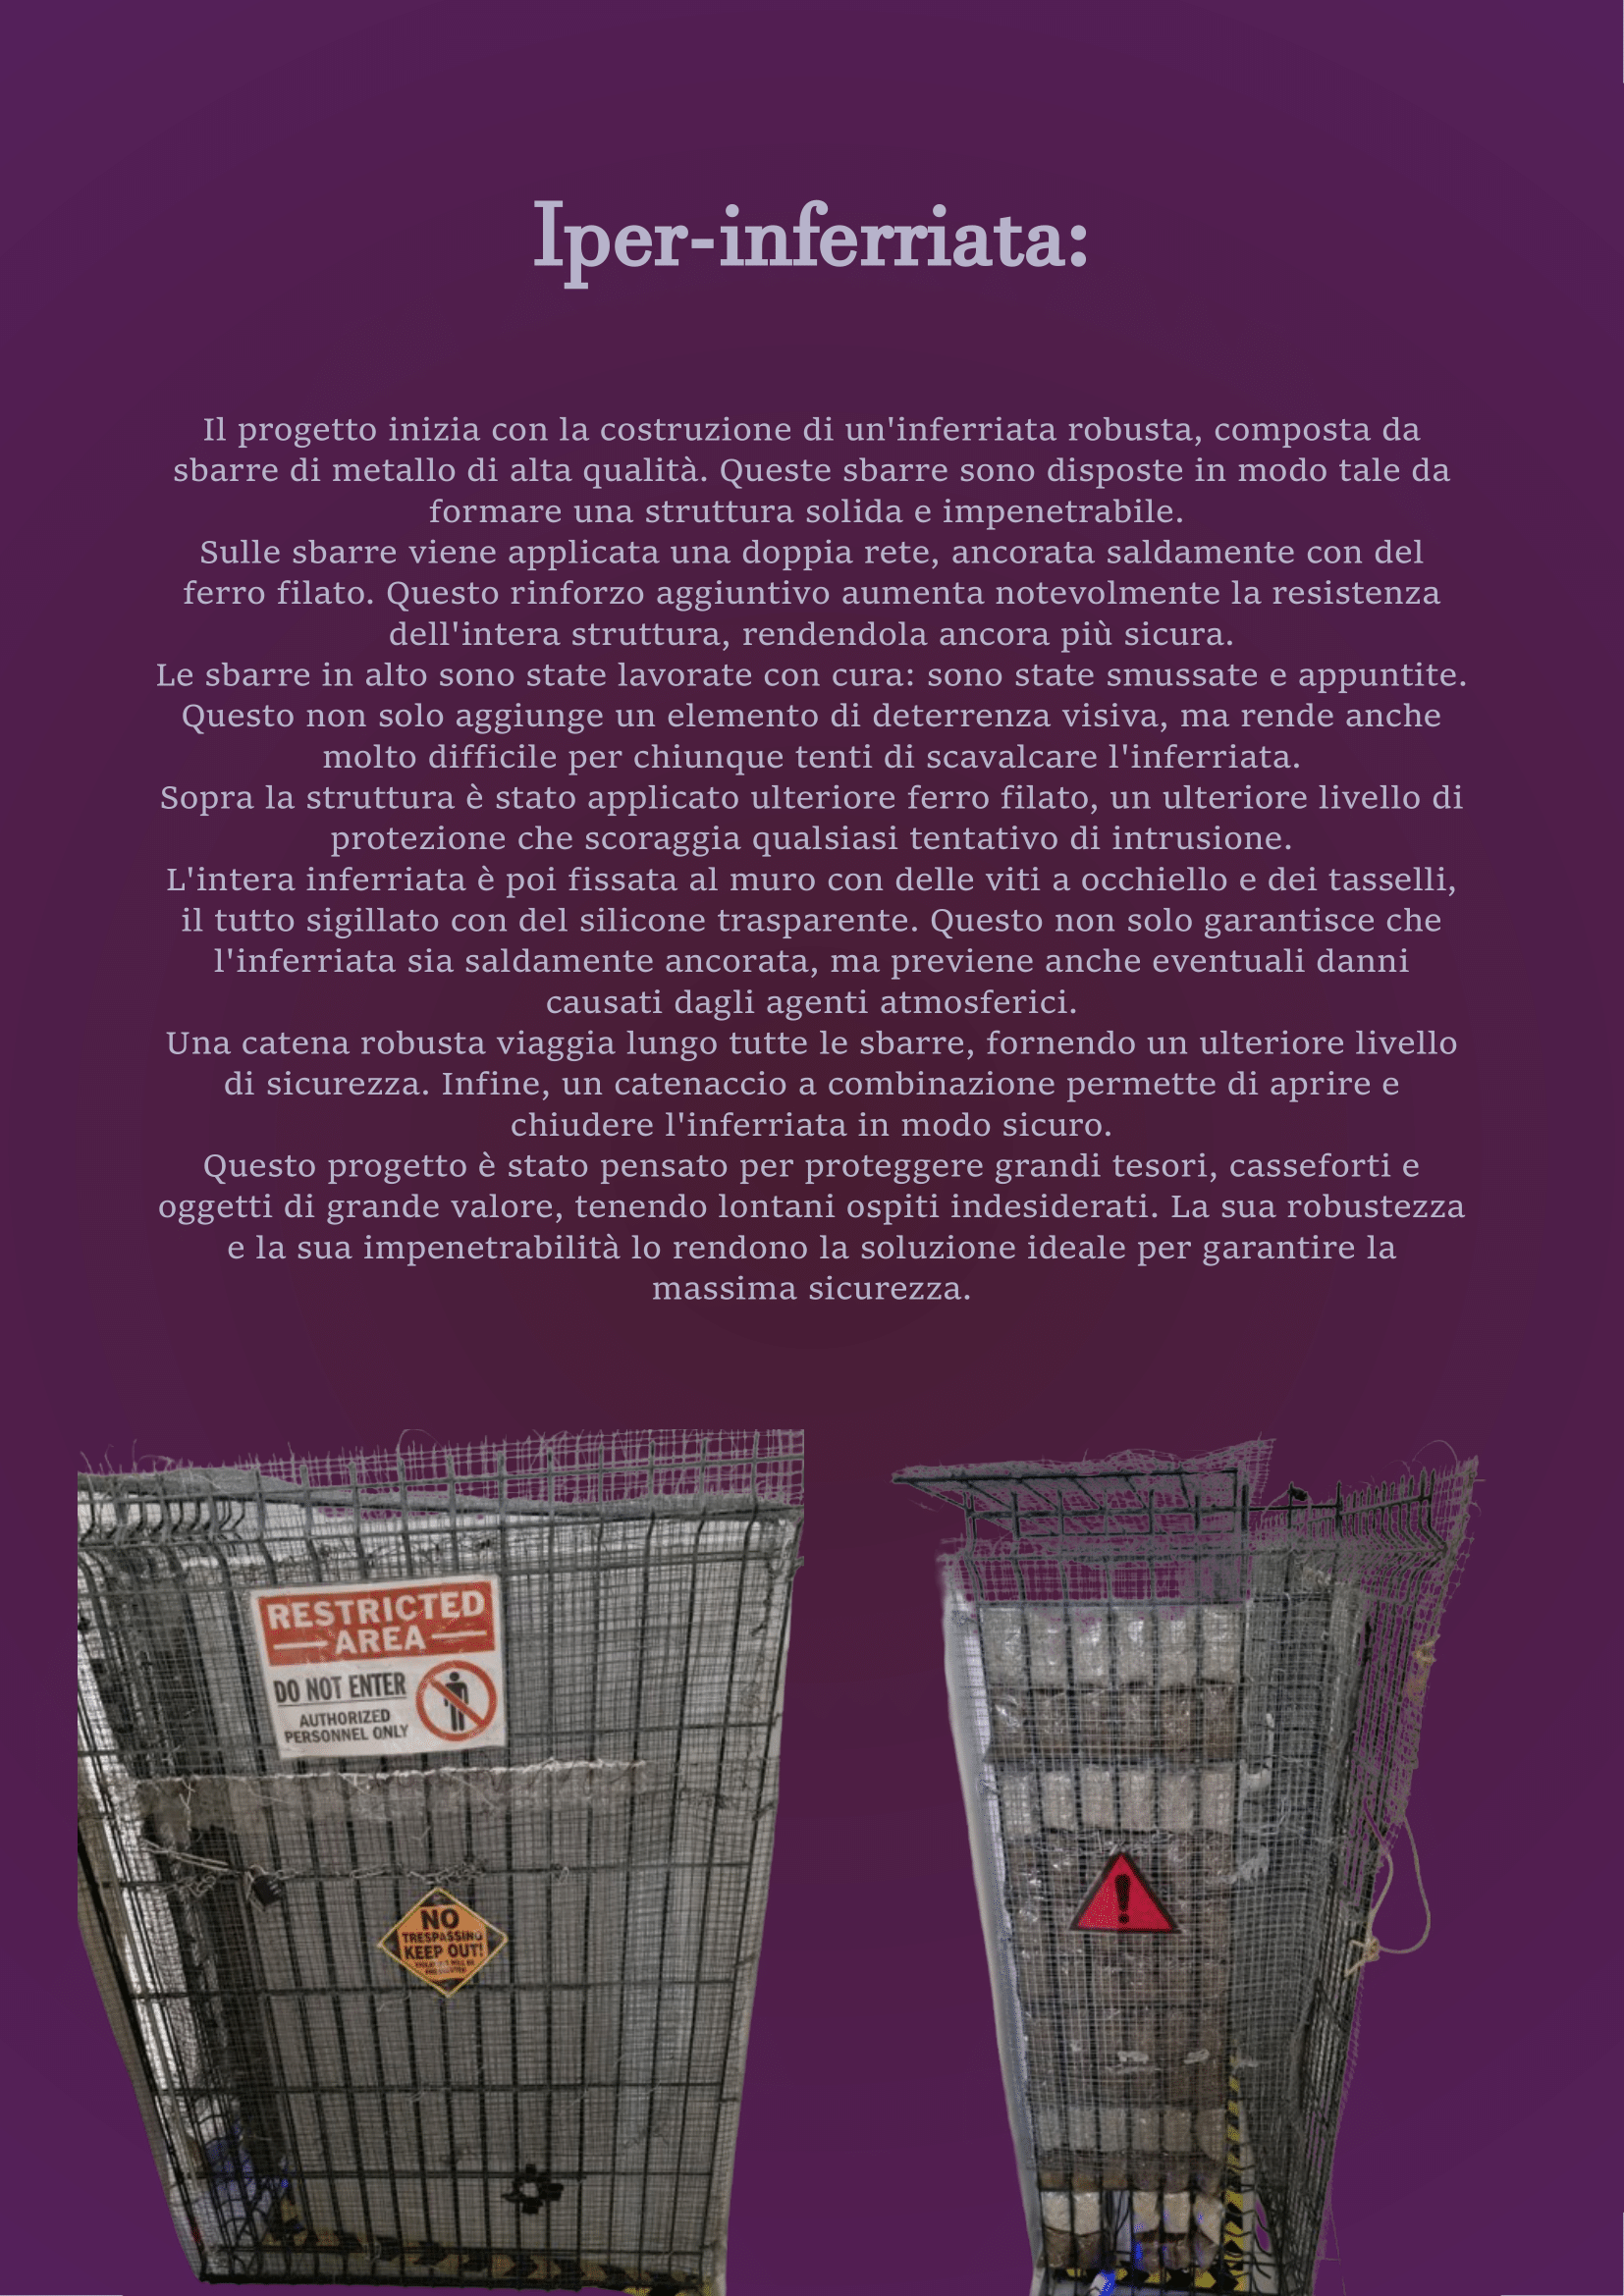 Iper-inferriata:
Il progetto inizia con la costruzione di un'inferriata robusta, composta da
sbarre di metallo di alta qualità. Queste sbarre sono disposte in modo tale da
formare una struttura solida e impenetrabile.
Sulle sbarre viene applicata una doppia rete, ancorata saldamente con del
ferro filato. Questo rinforzo aggiuntivo aumenta notevolmente la resistenza
dell'intera struttura, rendendola ancora più sicura.
Le sbarre in alto sono state lavorate con cura: sono state smussate e appuntite.
Questo non solo aggiunge un elemento di deterrenza visiva, ma rende anche
molto difficile per chiunque tenti di scavalcare l'inferriata.
Sopra la struttura è stato applicato ulteriore ferro filato, un ulteriore livello di
protezione che scoraggia qualsiasi tentativo di intrusione.
L'intera inferriata è poi fissata al muro con delle viti a occhiello e dei tasselli,
il tutto sigillato con del silicone trasparente. Questo non solo garantisce che
l'inferriata sia saldamente ancorata, ma previene anche eventuali danni
causati dagli agenti atmosferici.
Una catena robusta viaggia lungo tutte le sbarre, fornendo un ulteriore livello
di sicurezza. Infine, un catenaccio a combinazione permette di aprire e
chiudere l'inferriata in modo sicuro.
Questo progetto è stato pensato per proteggere grandi tesori, casseforti e
oggetti di grande valore, tenendo lontani ospiti indesiderati. La sua robustezza
e la sua impenetrabilità lo rendono la soluzione ideale per garantire la
massima sicurezza.
RESTRICTED
AREA
DO NOT ENTER
AUTHORIZED
PERSONNEL ONLY
NO
TRESPASSING
KEEP OUT!
!